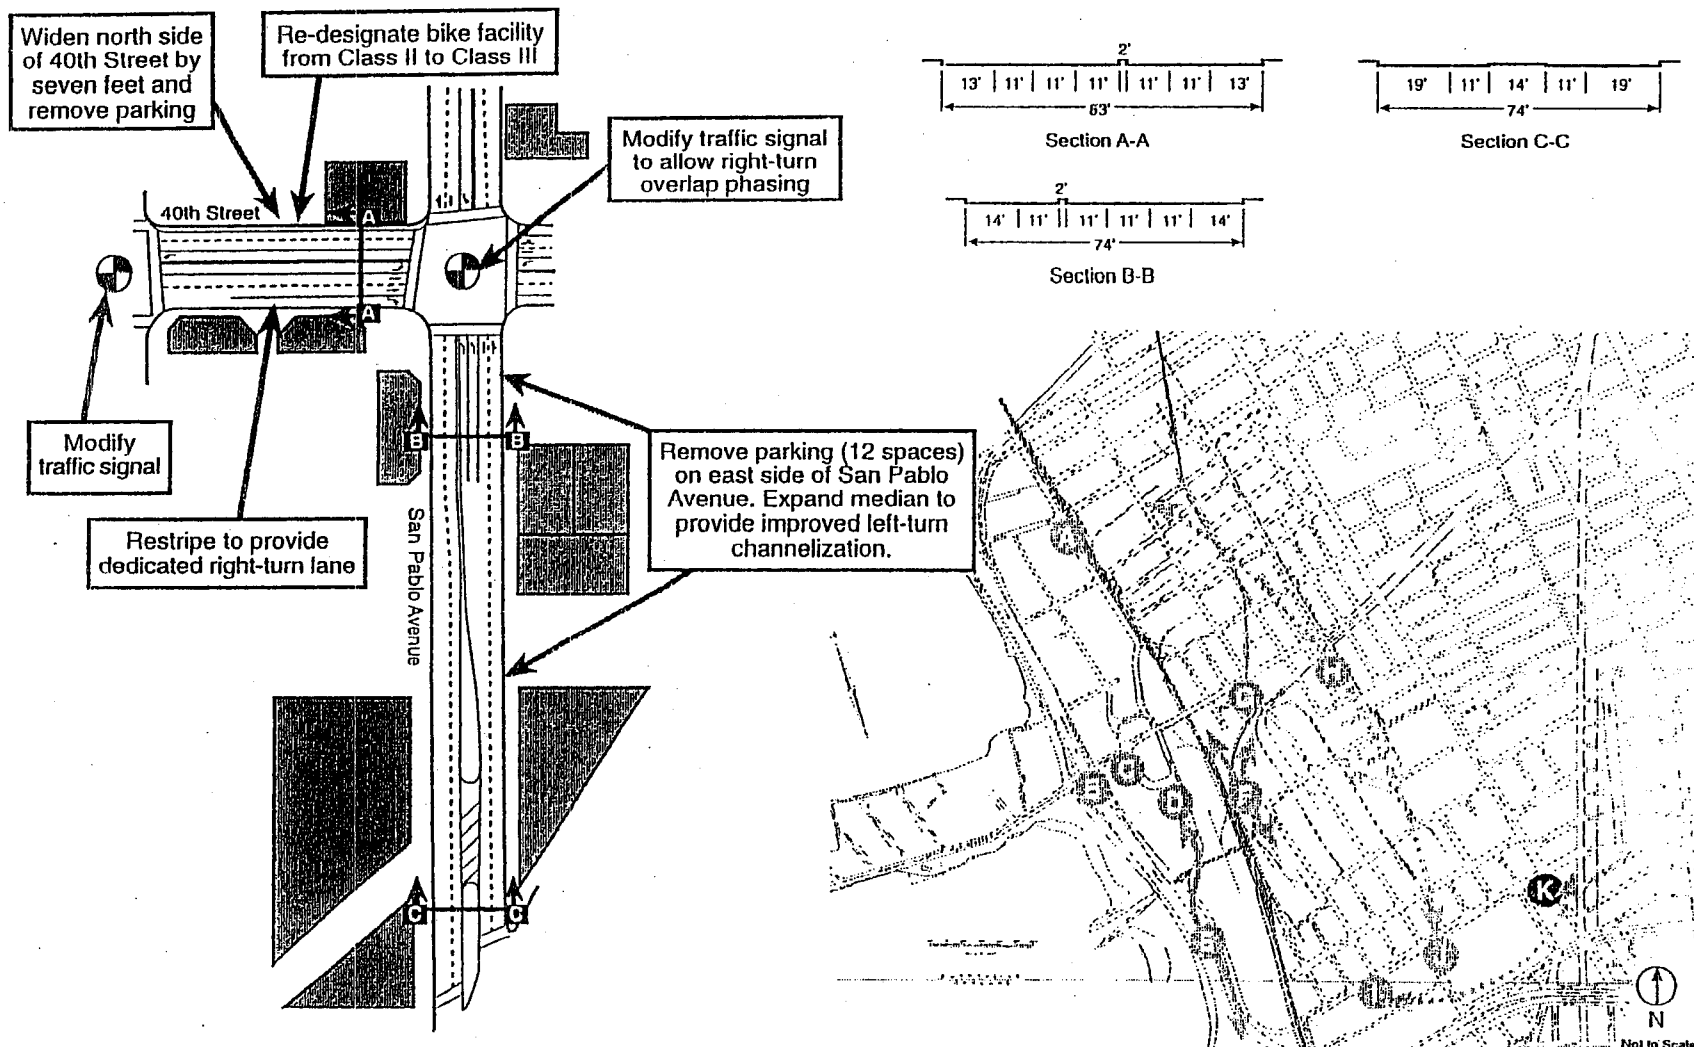 Widen north side
of 40th Street by
seven feet and
remove parking
Re-designate bike facility
from Class II to Class III
Modify traffic signal
to allow right-turn
overlap phasing
40th Street
A
A
Modify
traffic signal
Restripe to provide
dedicated right-turn lane
B
B
San Pablo Avenue
Remove parking (12 spaces)
on east side of San Pablo
Avenue. Expand median to
provide improved left-turn
channelization.
C
C
2'
13' 11' 11' 11' 11' 11' 13'
83'
Section A-A
19' 11' 14' 11' 19'
74'
Section C-C
2'
14' 11' 11' 11' 11' 14'
74'
Section B-B
A
H
K
N
Not to Scale